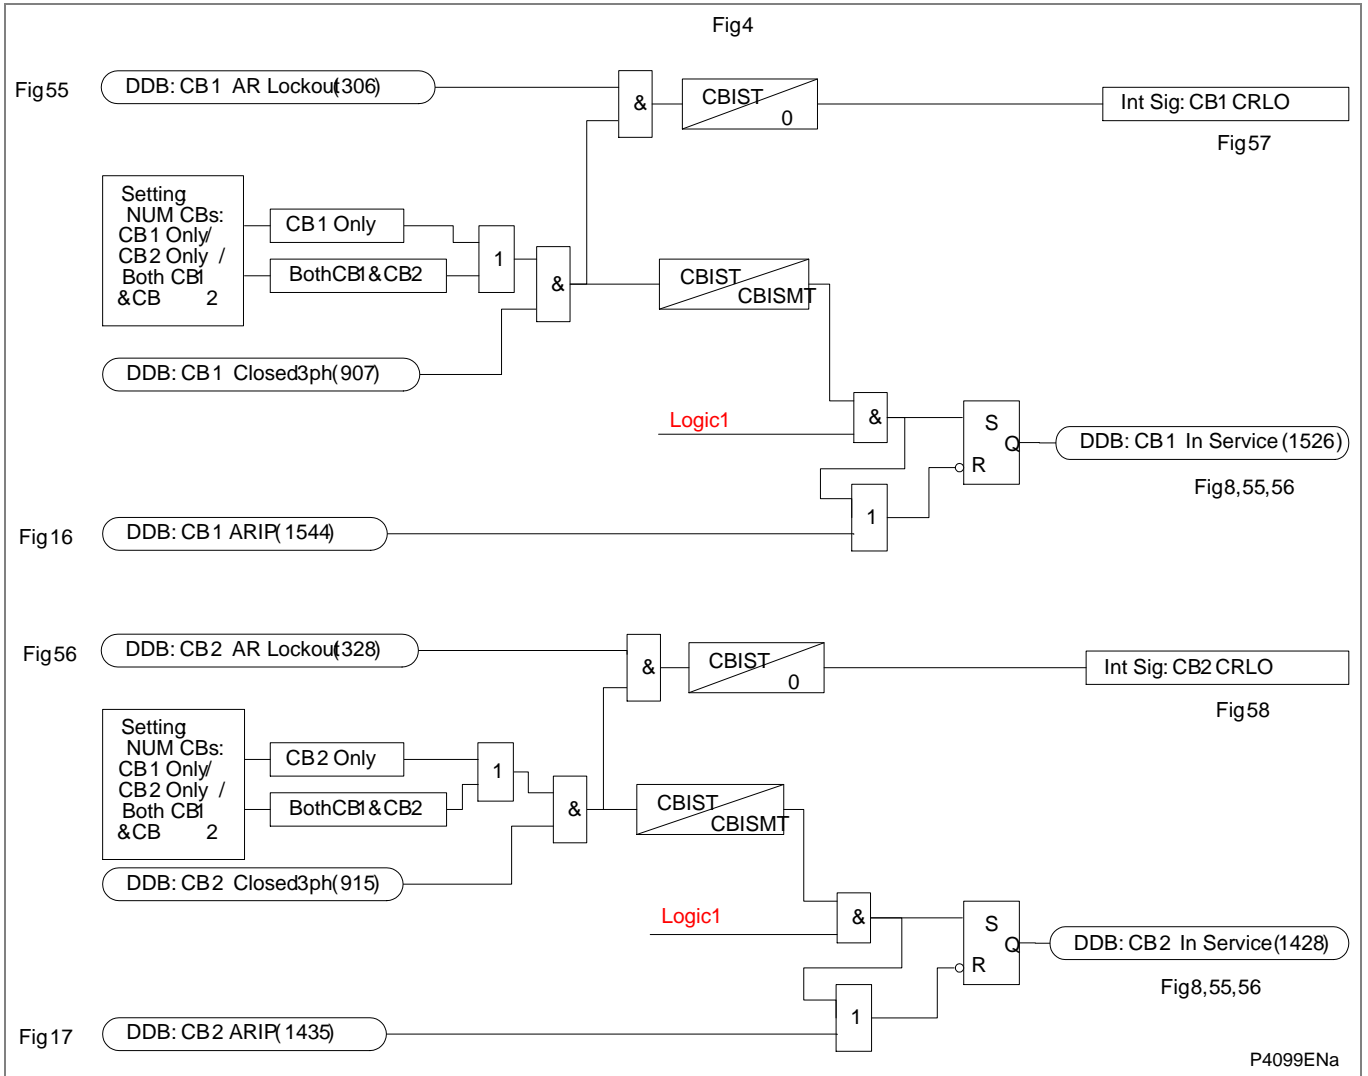 Fig4
Fig55
DDB: CB1 AR Lockout(306)
&
CBIST
0
Int Sig: CB1 CRLO
Fig57
Setting
NUM CBs:
CB1 Only/
CB2 Only /
Both CB1
&CB 2
CB1 Only
BothCB1&CB2
1
&
CBIST
CBISMT
DDB: CB1 Closed3ph(907)
Logic1
&
S
Q
R
DDB: CB1 In Service (1526)
Fig8,55,56
1
Fig16
DDB: CB1 ARIP(1544)
Fig56
DDB: CB2 AR Lockout(328)
&
CBIST
0
Int Sig: CB2 CRLO
Fig58
Setting
NUM CBs:
CB1 Only/
CB2 Only /
Both CB1
&CB 2
CB2 Only
BothCB1&CB2
1
&
CBIST
CBISMT
DDB: CB2 Closed3ph(915)
Logic1
&
S
Q
R
DDB: CB2 In Service(1428)
Fig8,55,56
1
Fig17
DDB: CB2 ARIP(1435)
P4099ENa